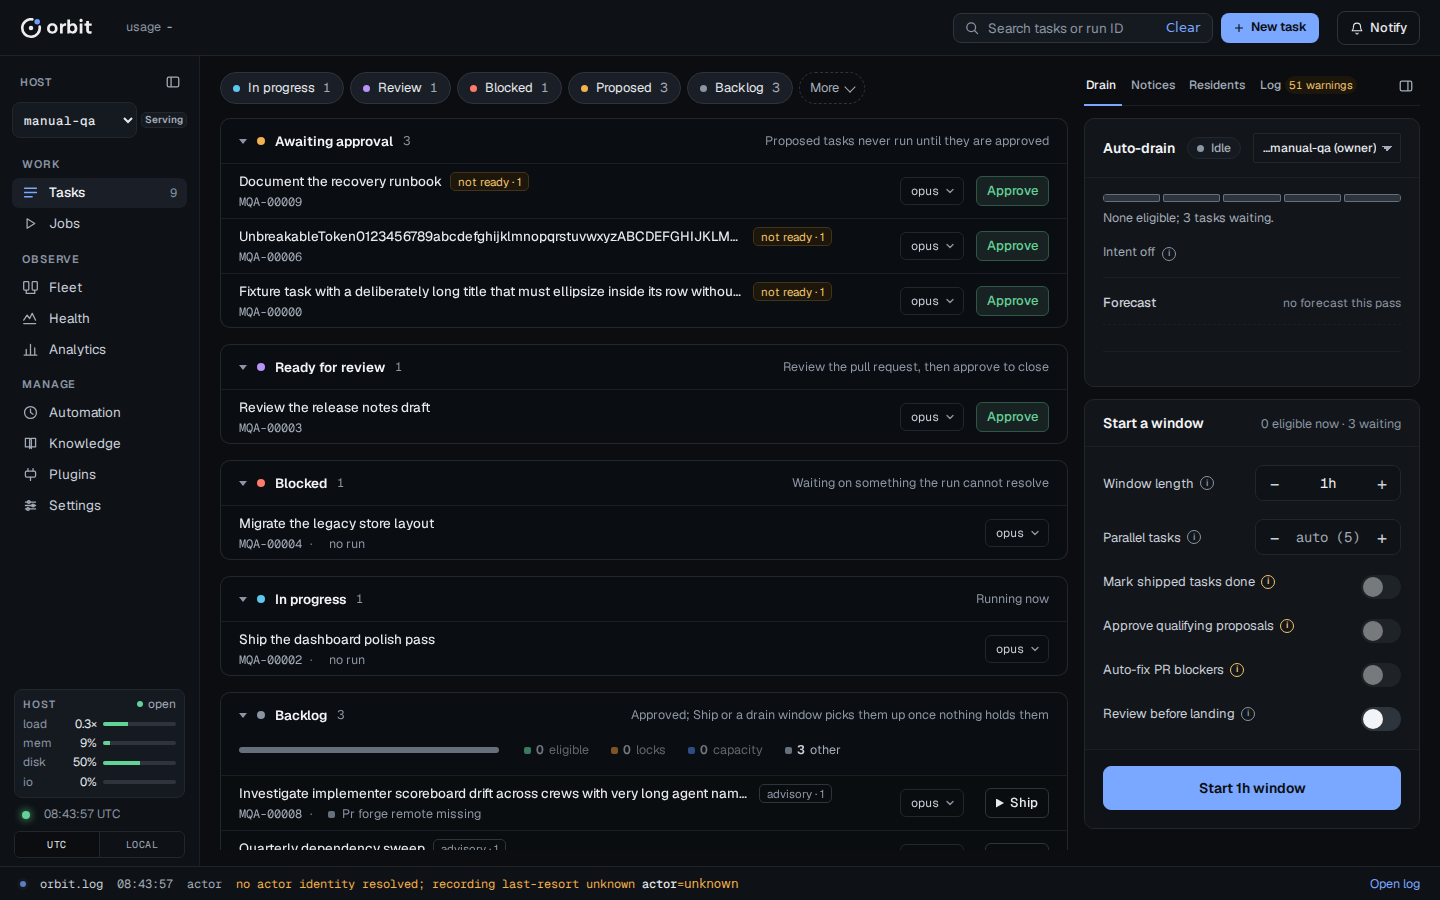 orbit
usage -
Search tasks or run ID
Clear
+ New task
Notify
HOST
manual-qa
Serving
WORK
Tasks 9
Jobs
OBSERVE
Fleet
Health
Analytics
MANAGE
Automation
Knowledge
Plugins
Settings
HOST open
load 0.3×
mem 9%
disk 50%
io 0%
08:43:57 UTC
UTC LOCAL
In progress 1
Review 1
Blocked 1
Proposed 3
Backlog 3
More
Awaiting approval 3
Proposed tasks never run until they are approved
Document the recovery runbook not ready · 1
MQA-00009
opus Approve
UnbreakableToken0123456789abcdefghijklmnopqrstuvwxyzABCDEFGHIJKLM... not ready · 1
MQA-00006
opus Approve
Fixture task with a deliberately long title that must ellipsize inside its row withou... not ready · 1
MQA-00000
opus Approve
Ready for review 1
Review the pull request, then approve to close
Review the release notes draft
MQA-00003
opus Approve
Blocked 1
Waiting on something the run cannot resolve
Migrate the legacy store layout
MQA-00004 · no run
opus
In progress 1
Running now
Ship the dashboard polish pass
MQA-00002 · no run
opus
Backlog 3
Approved; Ship or a drain window picks them up once nothing holds them
0 eligible 0 locks 0 capacity 3 other
Investigate implementer scoreboard drift across crews with very long agent nam... advisory · 1
MQA-00008 · Pr forge remote missing
opus Ship
Quarterly dependency sweep advisory · 1
Drain Notices Residents Log 51 warnings
Auto-drain Idle …manual-qa (owner)
None eligible; 3 tasks waiting.
Intent off
Forecast no forecast this pass
Start a window 0 eligible now · 3 waiting
Window length − 1h +
Parallel tasks − auto (5) +
Mark shipped tasks done
Approve qualifying proposals
Auto-fix PR blockers
Review before landing
Start 1h window
orbit.log 08:43:57 actor no actor identity resolved; recording last-resort unknown actor=unknown
Open log